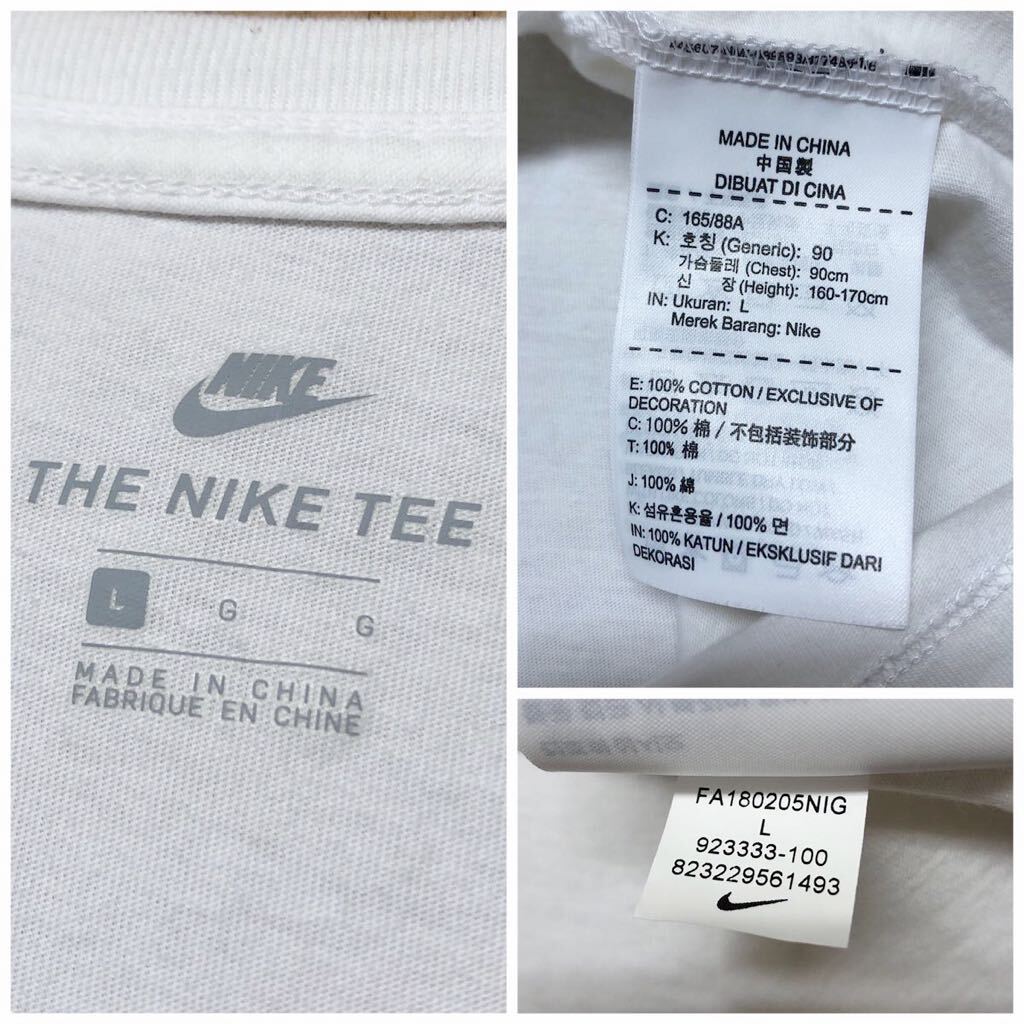 NIKE
THE NIKE TEE
L G G
MADE IN CHINA
FABRIQUE EN CHINE
MADE IN CHINA
中国製
DIBUAT DI CINA
C: 165/88A
K: 호칭 (Generic): 90
가슴둘레 (Chest): 90cm
신 장 (Height): 160-170cm
IN: Ukuran: L
Merek Barang: Nike
E: 100% COTTON / EXCLUSIVE OF
DECORATION
C: 100% 棉 / 不包括装饰部分
T: 100% 棉
J: 100% 綿
K: 섬유혼용율 / 100% 면
IN: 100% KATUN / EKSKLUSIF DARI
DEKORASI
FA180205NIG
L
923333-100
823229561493